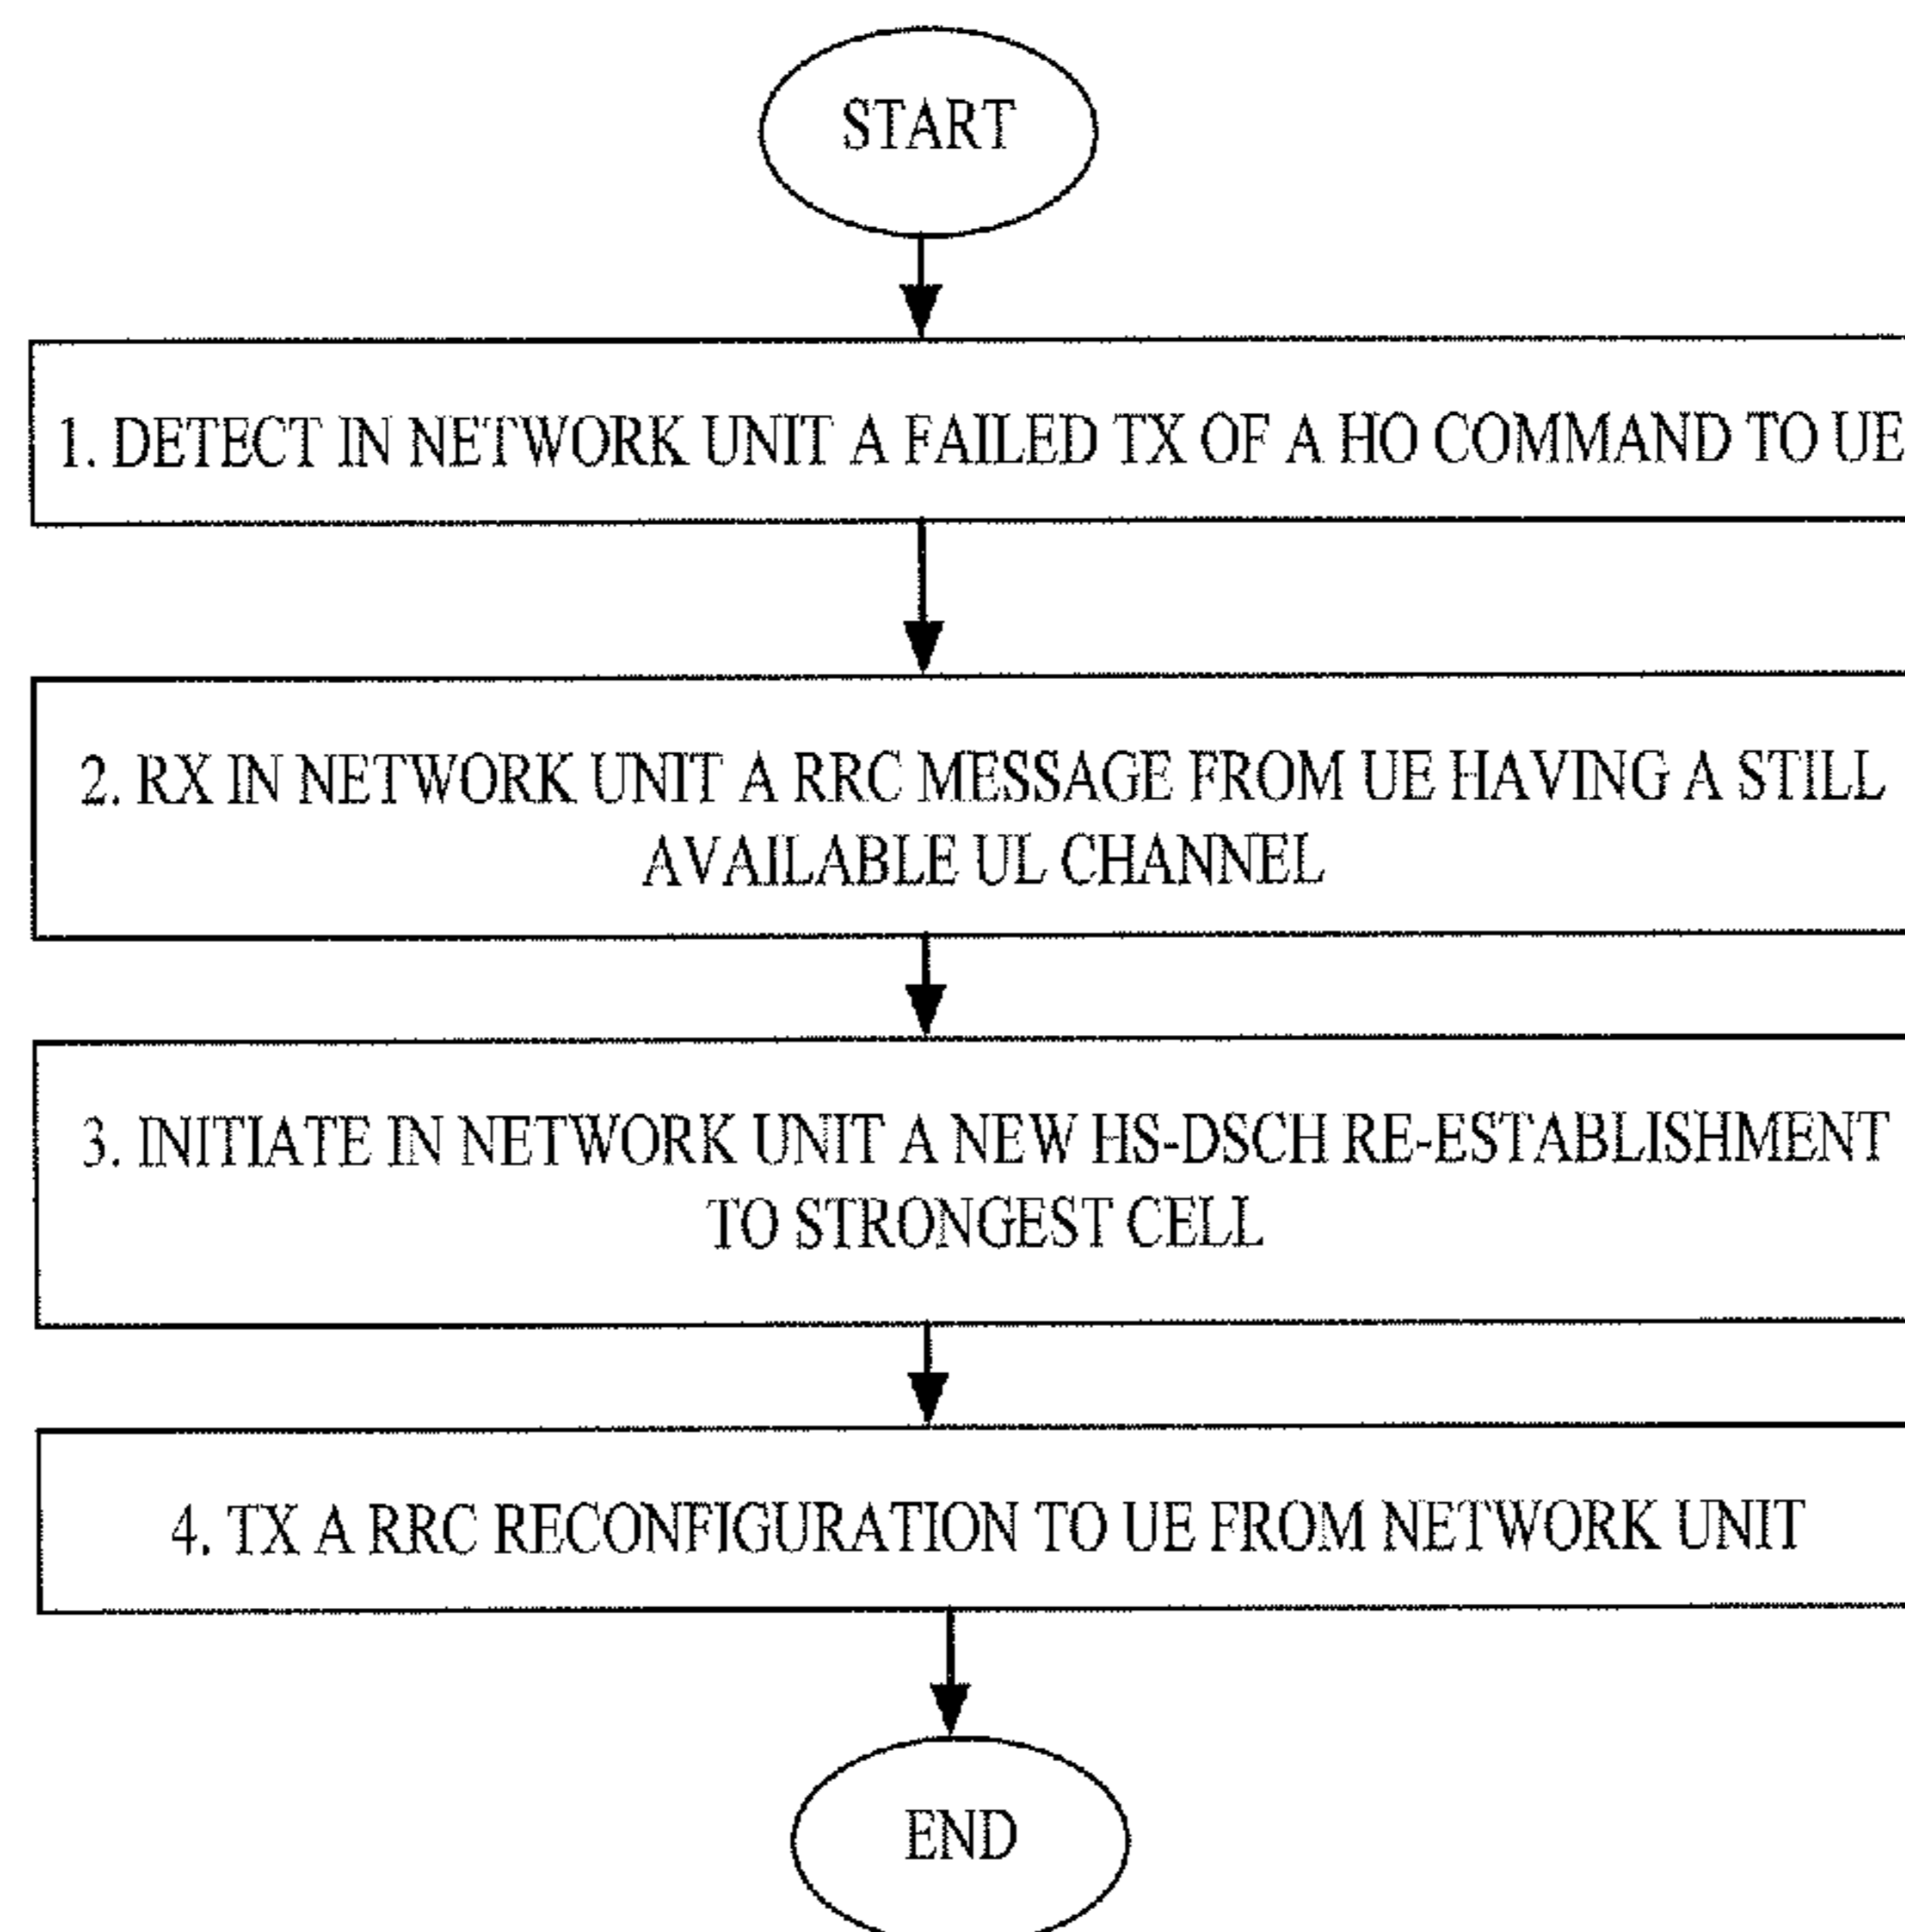 START
1. DETECT IN NETWORK UNIT A FAILED TX OF A HO COMMAND TO UE
2. RX IN NETWORK UNIT A RRC MESSAGE FROM UE HAVING A STILL
AVAILABLE UL CHANNEL
3. INITIATE IN NETWORK UNIT A NEW HS-DSCH RE-ESTABLISHMENT
TO STRONGEST CELL
4. TX A RRC RECONFIGURATION TO UE FROM NETWORK UNIT
END